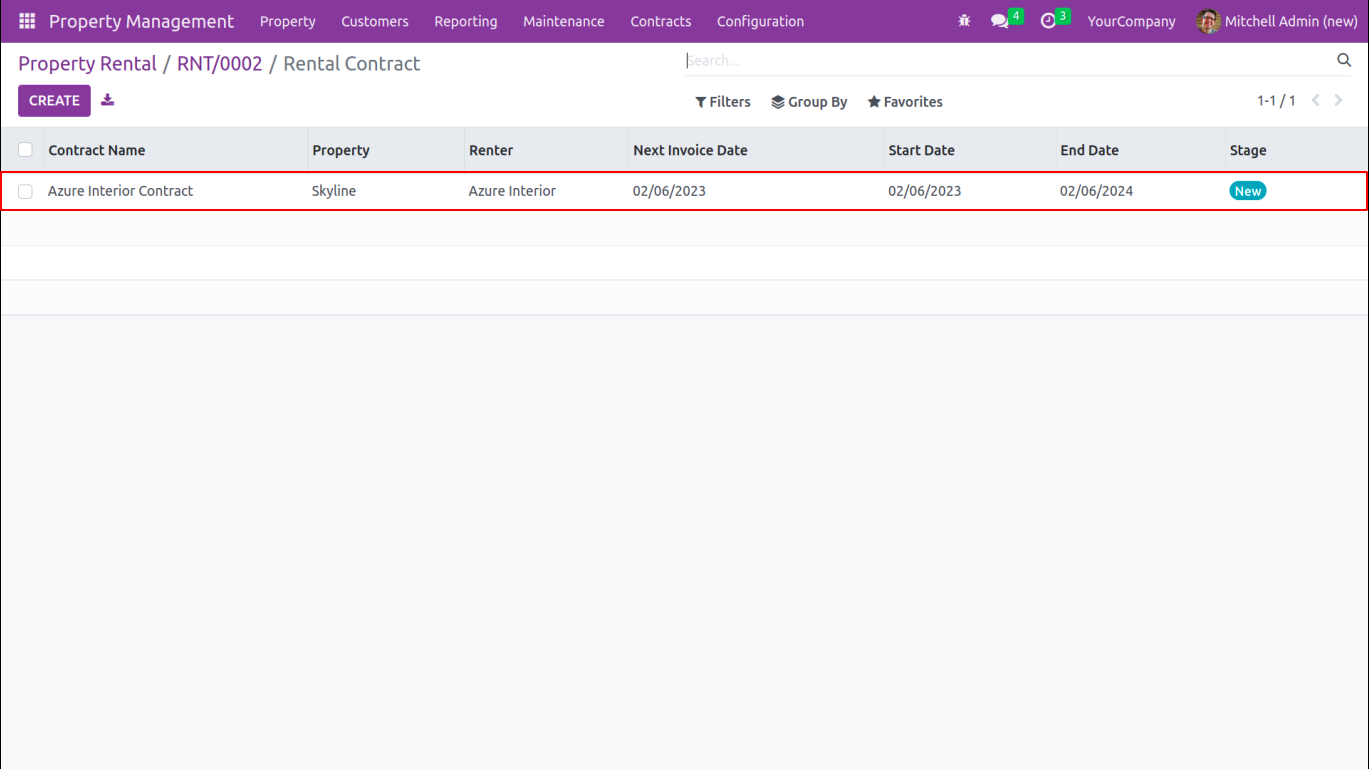 Property Management Property Customers Reporting Maintenance Contracts Configuration 4 3 YourCompany Mitchell Admin (new)
Property Rental / RNT/0002 / Rental Contract Search...
CREATE Filters Group By Favorites 1-1 / 1
Contract Name Property Renter Next Invoice Date Start Date End Date Stage
Azure Interior Contract Skyline Azure Interior 02/06/2023 02/06/2023 02/06/2024 New